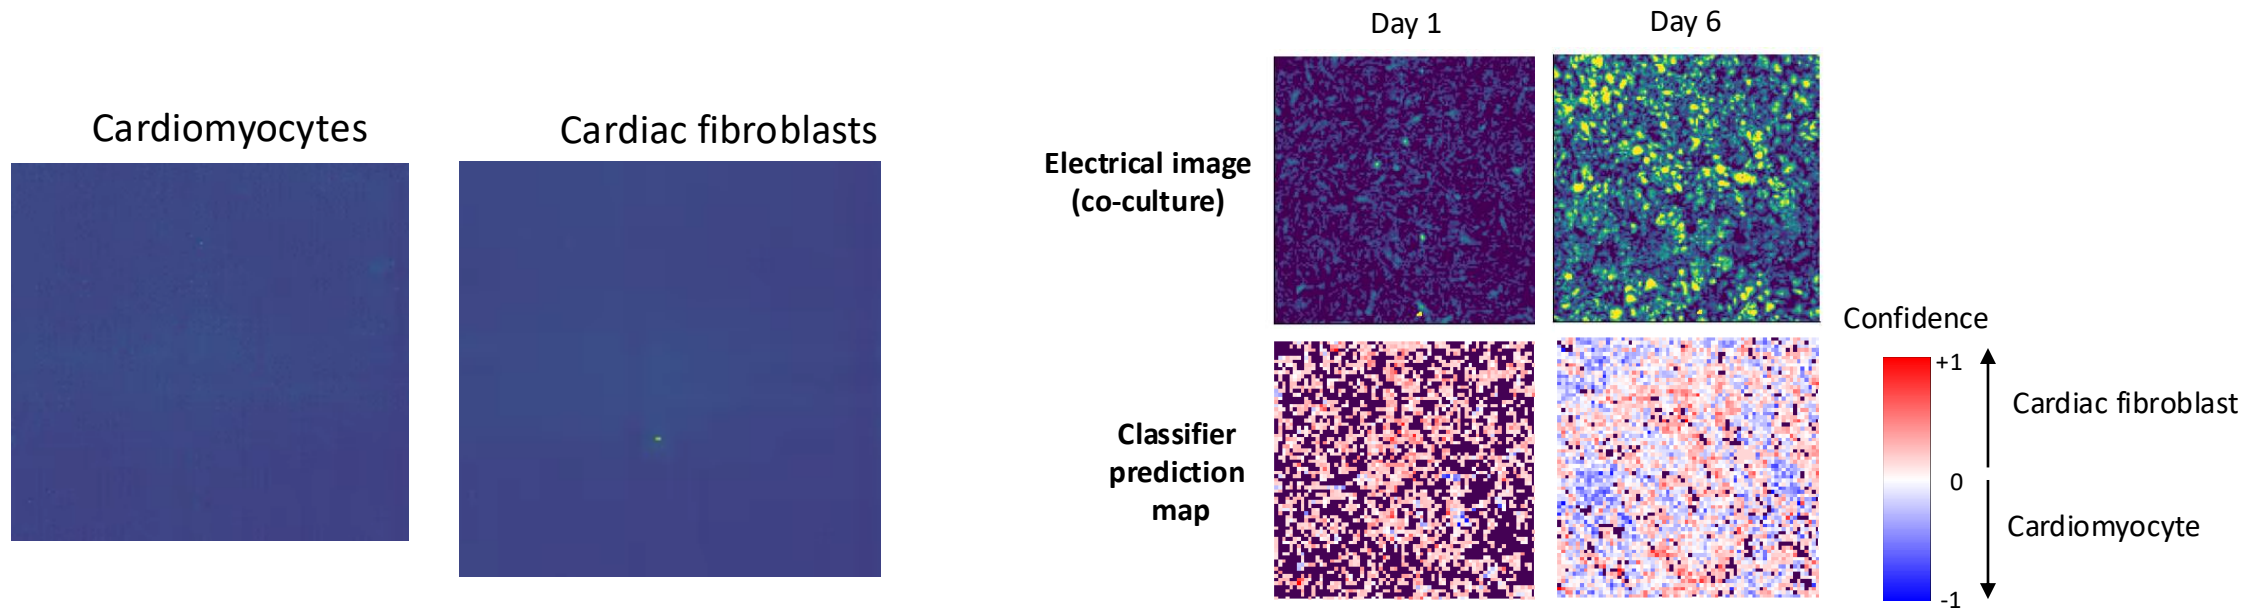 Cardiomyocytes
Cardiac fibroblasts
Day 1
Day 6
Electrical image
(co-culture)
Classifier
prediction
map
Confidence
+1
0
-1
Cardiac fibroblast
Cardiomyocyte